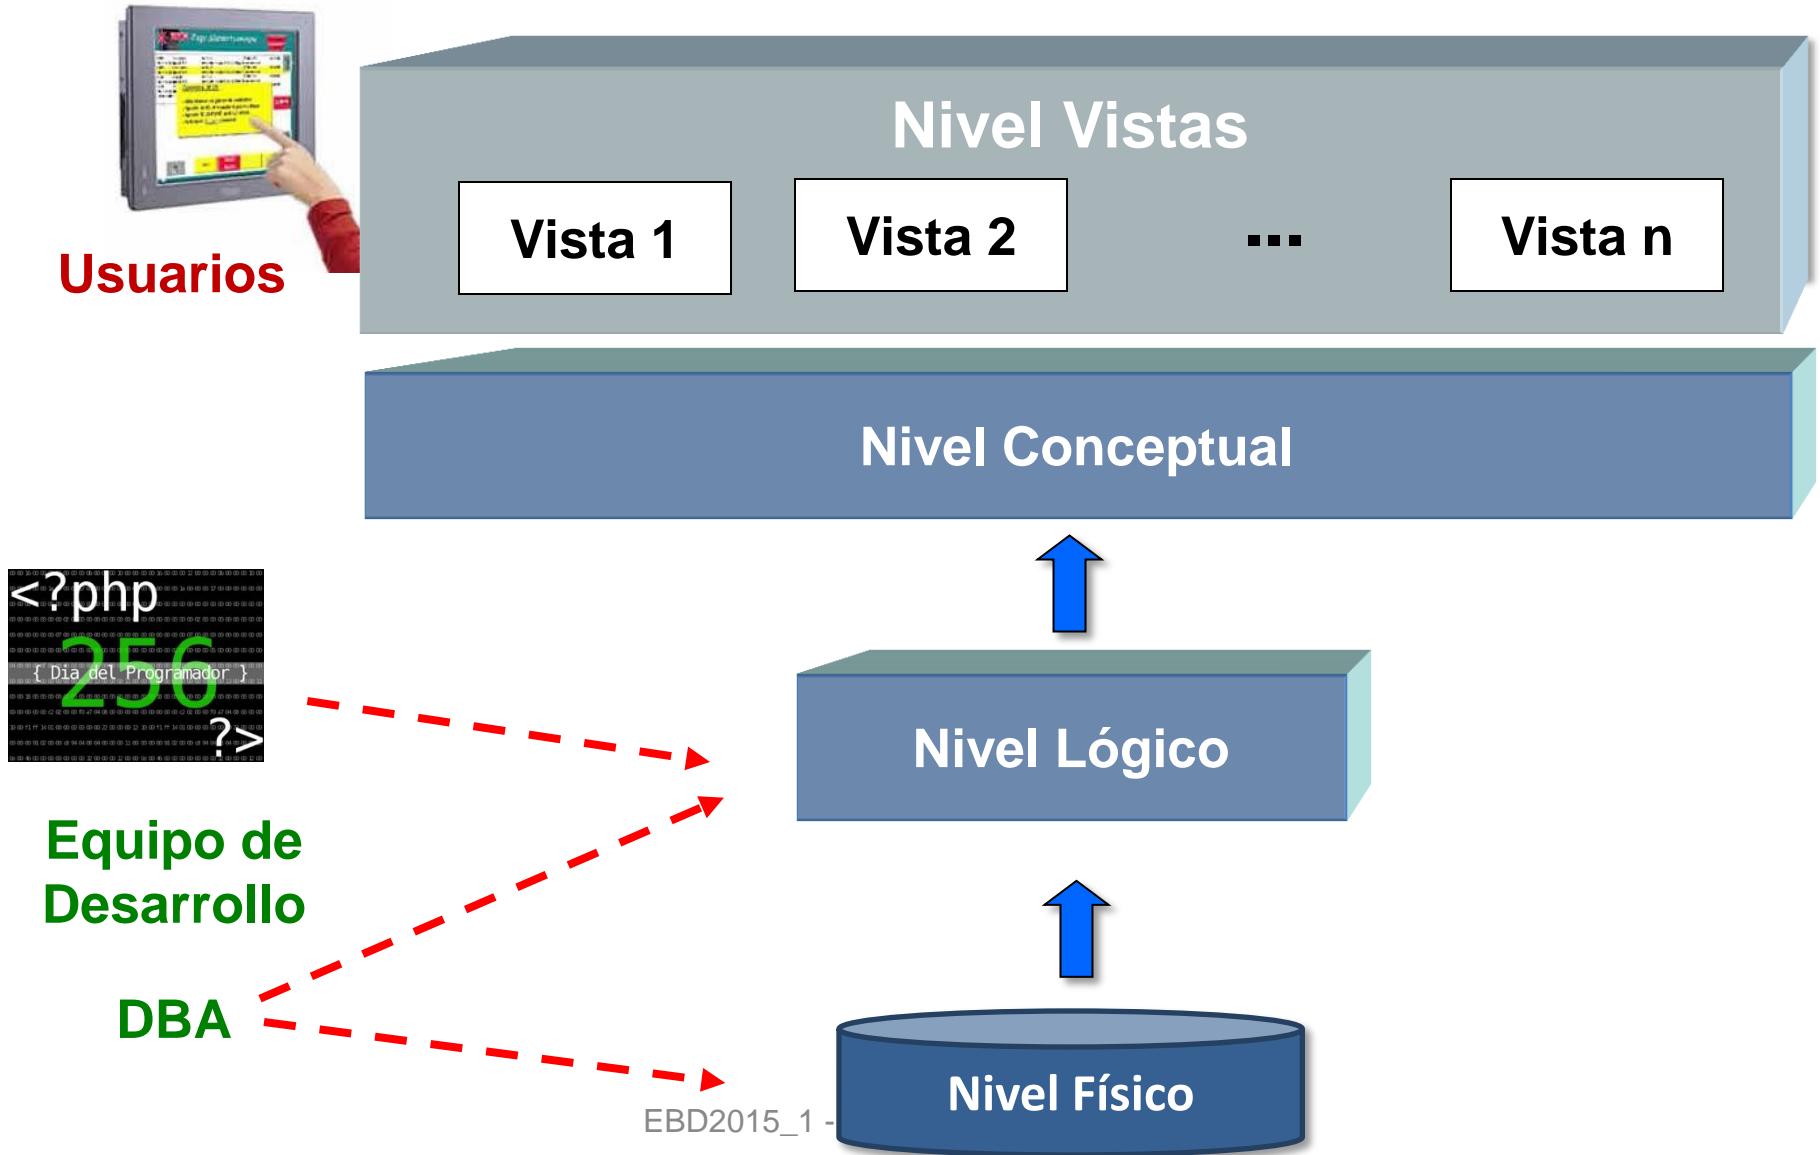 Nivel Vistas
Vista 1
Vista 2
...
Vista n
Usuarios
Nivel Conceptual
<?php
256
{ Dia del Programador }
?>
Nivel Lógico
Equipo de
Desarrollo
DBA
Nivel Físico
EBD2015_1 -